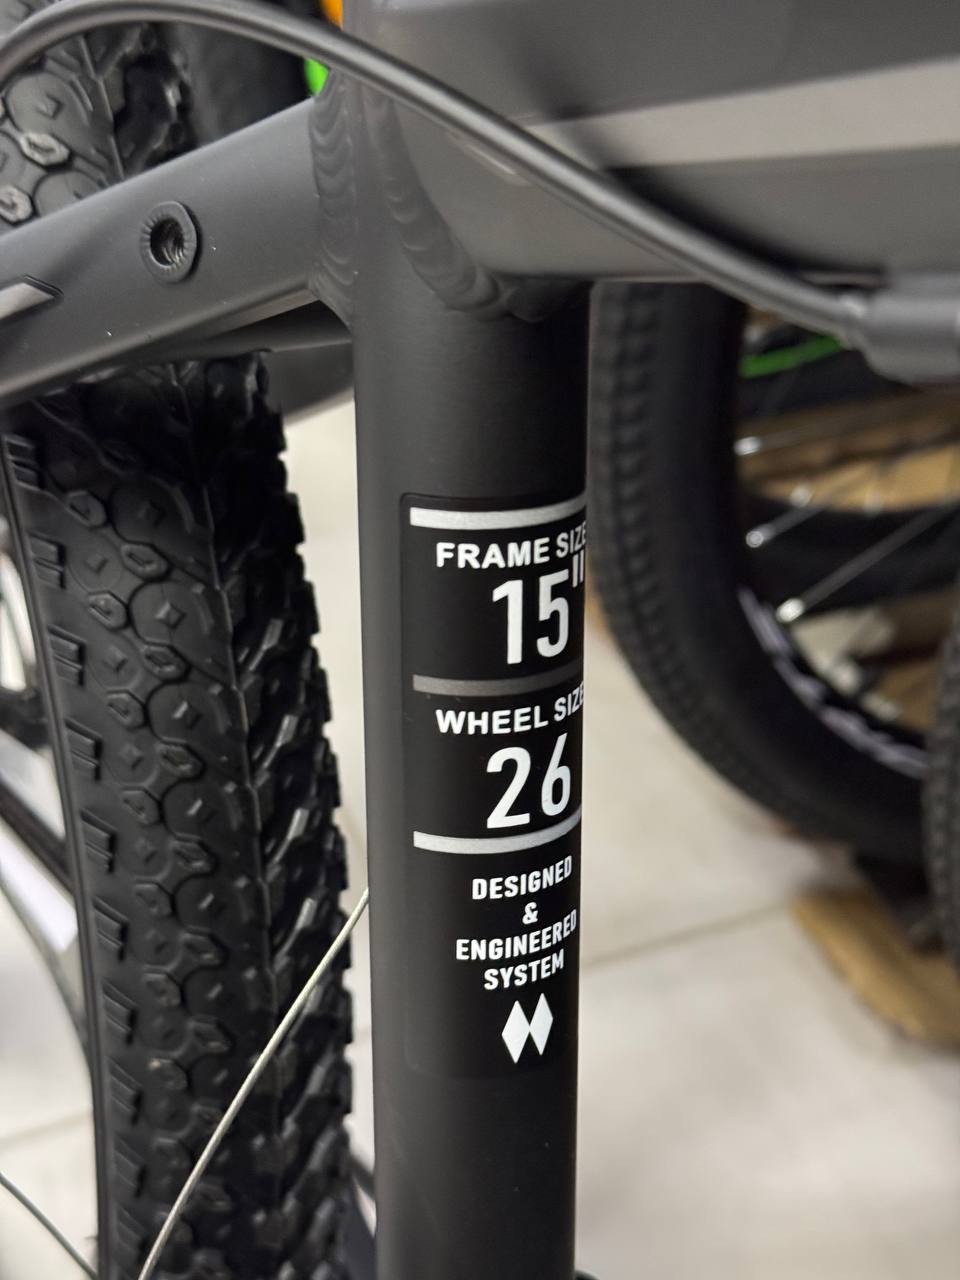 FRAME SIZE
15"
WHEEL SIZE
26
DESIGNED
&
ENGINEERED
SYSTEM